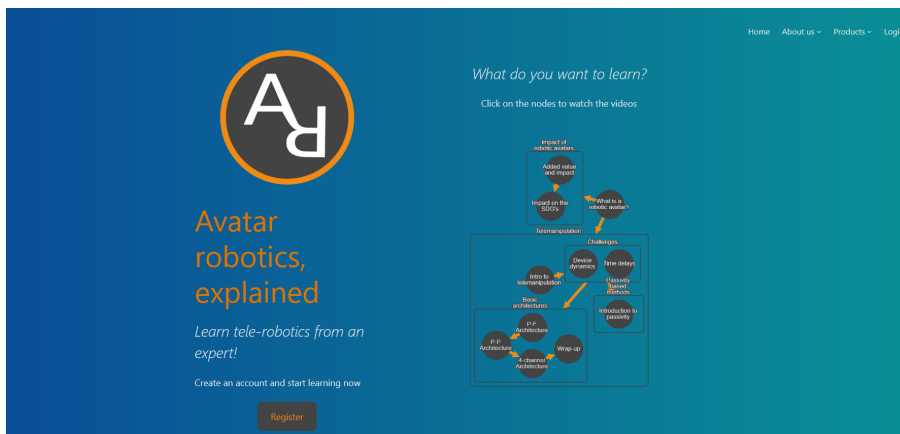 Home About us Products Logi
AR
What do you want to learn?
Click on the nodes to watch the videos
Impact of
robotic avatars
Added value
and impact
Impact on the
SDG's
What is a
robotic avatar?
Telemanipulation
Challenges
Device
dynamics
Time delays
Intro to
telemanipulation
Passivity
based
methods
Introduction to
passivity
Basic
architectures
P-F
Architecture
P-P
Architecture
4-channel
Architecture
Wrap-up
Avatar
robotics,
explained
Learn tele-robotics from an
expert!
Create an account and start learning now
Register